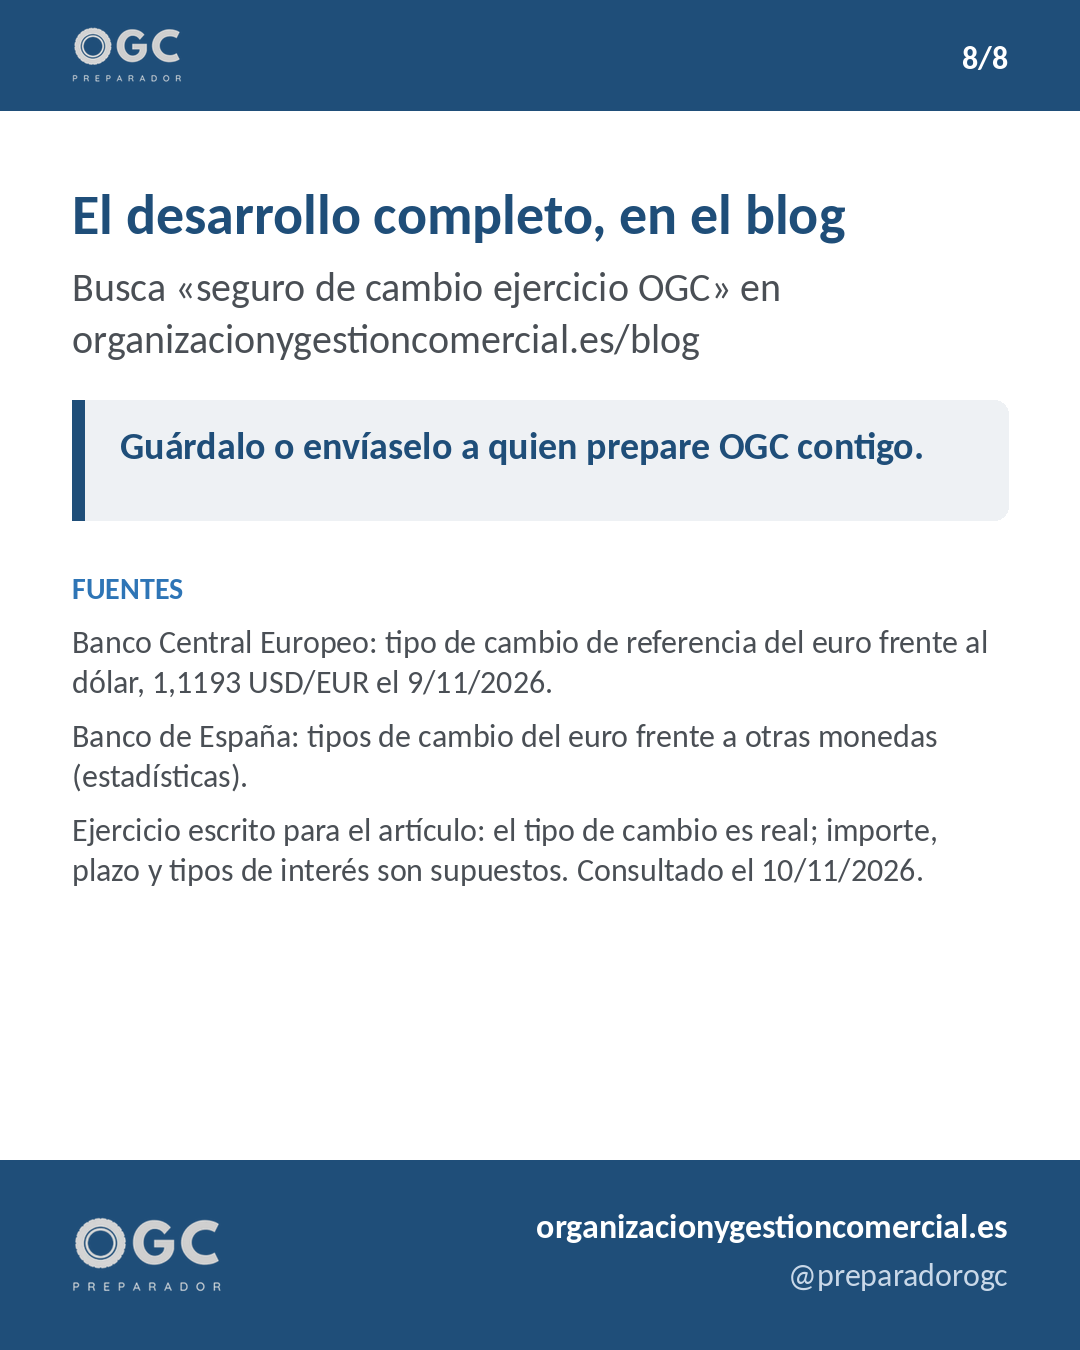 OGC
PREPARADOR
8/8
El desarrollo completo, en el blog
Busca «seguro de cambio ejercicio OGC» en
organizacionygestioncomercial.es/blog
Guárdalo o envíaselo a quien prepare OGC contigo.
FUENTES
Banco Central Europeo: tipo de cambio de referencia del euro frente al
dólar, 1,1193 USD/EUR el 9/11/2026.
Banco de España: tipos de cambio del euro frente a otras monedas
(estadísticas).
Ejercicio escrito para el artículo: el tipo de cambio es real; importe,
plazo y tipos de interés son supuestos. Consultado el 10/11/2026.
OGC
PREPARADOR
organizacionygestioncomercial.es
@preparadorogc